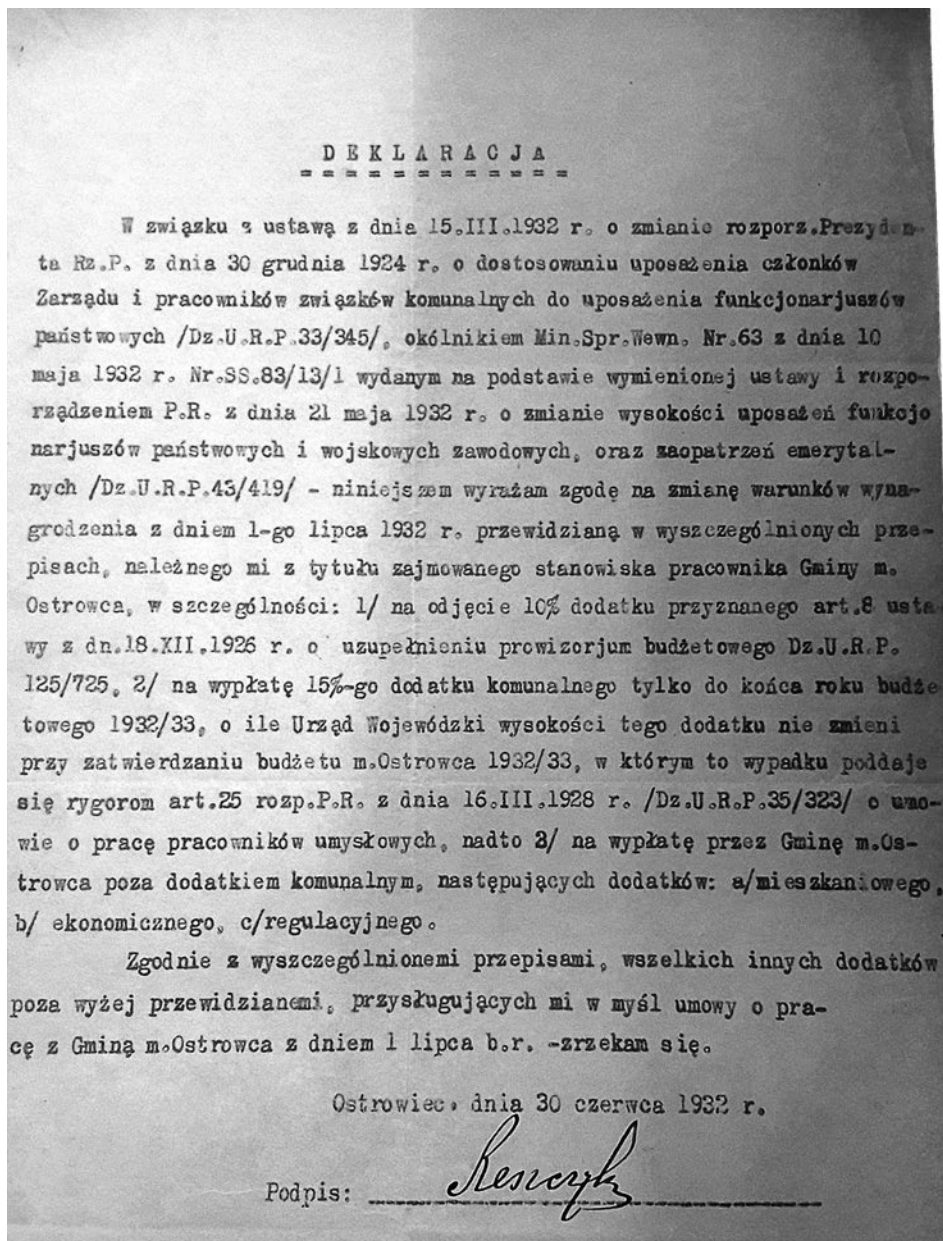 DEKLARACJA
===========
W związku z ustawą z dnia 15.III.1932 r. o zmianie rozporz.Prezyden-
ta Rz.P. z dnia 30 grudnia 1924 r. o dostosowaniu uposażenia członków
Zarządu i pracowników związków komunalnych do uposażenia funkcjonarjuszów
państwowych /Dz.U.R.P.33/345/, okólnikiem Min.Spr.Wewn. Nr.63 z dnia 10
maja 1932 r. Nr.SS.83/13/1 wydanym na podstawie wymienionej ustawy i rozpo-
rządzeniem P.R. z dnia 21 maja 1932 r. o zmianie wysokości uposażeń funkcjo
narjuszów państwowych i wojskowych zawodowych, oraz zaopatrzeń emerytal-
nych /Dz.U.R.P.43/419/ - niniejszem wyrażam zgodę na zmianę warunków wyna-
grodzenia z dniem 1-go lipca 1932 r. przewidzianą w wyszczególnionych prze-
pisach, należnego mi z tytułu zajmowanego stanowiska pracownika Gminy m.
Ostrowca, w szczególności: 1/ na odjęcie 10% dodatku przyznanego art.8 usta
wy z dn.18.XII.1926 r. o uzupełnieniu prowizorjum budżetowego Dz.U.R.P.
125/725, 2/ na wypłatę 15%-go dodatku komunalnego tylko do końca roku budże
towego 1932/33, o ile Urząd Wojewódzki wysokości tego dodatku nie zmieni
przy zatwierdzaniu budżetu m.Ostrowca 1932/33, w którym to wypadku poddaje
się rygorom art.25 rozp.P.R. z dnia 16.III.1928 r. /Dz.U.R.P.35/323/ o umo-
wie o pracę pracowników umysłowych, nadto 3/ na wypłatę przez Gminę m.Os-
trowca poza dodatkiem komunalnym, następujących dodatków: a/mieszkaniowego,
b/ ekonomicznego, c/regulacyjnego.
Zgodnie z wyszczególnionemi przepisami, wszelkich innych dodatków
poza wyżej przewidzianemi, przysługujących mi w myśl umowy o pra-
cę z Gminą m.Ostrowca z dniem 1 lipca b.r. -zrzekam się.
Ostrowiec, dnia 30 czerwca 1932 r.
Podpis: